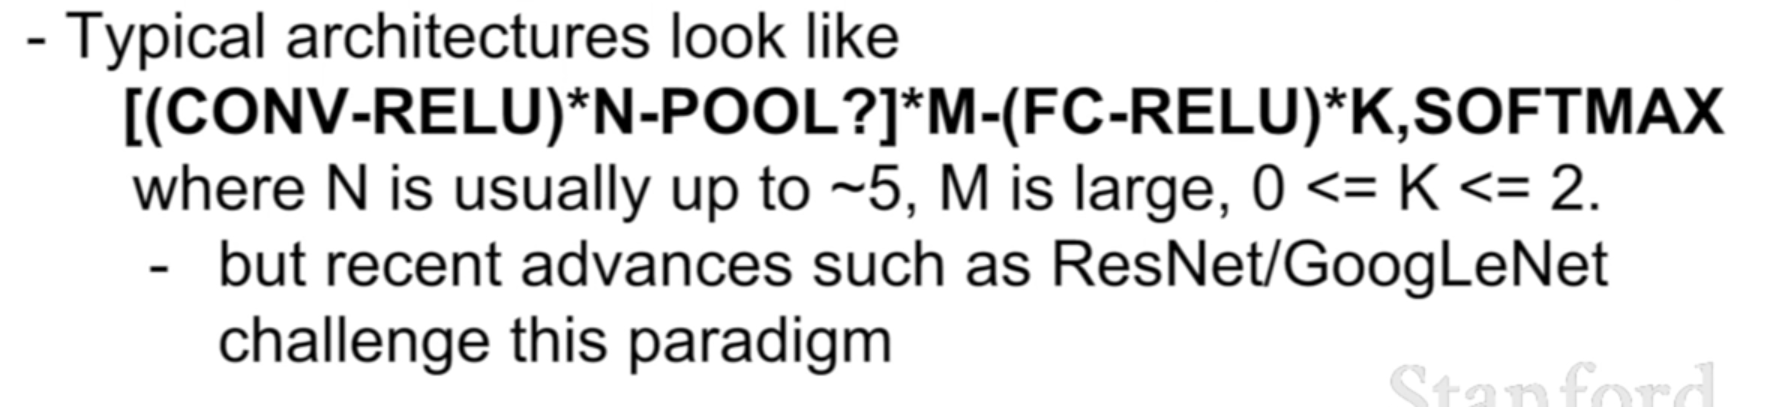 - Typical architectures look like
[(CONV-RELU)*N-POOL?]*M-(FC-RELU)*K,SOFTMAX
where N is usually up to ~5, M is large, 0 <= K <= 2.
- but recent advances such as ResNet/GoogLeNet
challenge this paradigm
Stanford